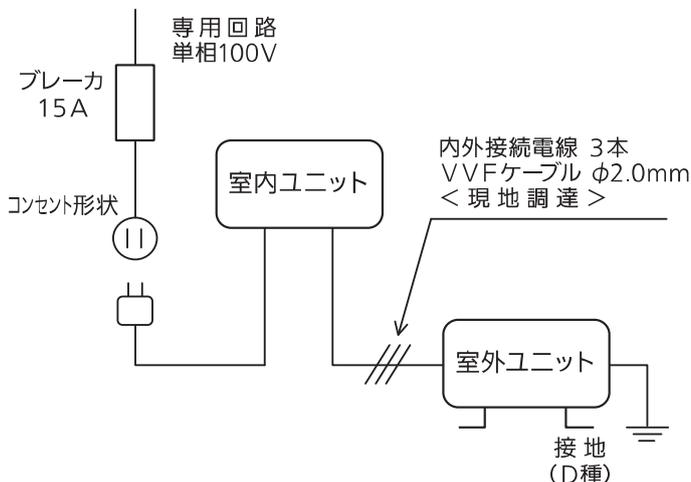 専用回路
単相100V
ブレーカ
15A
コンセント形状
室内ユニット
内外接続電線 3本
VVFケーブル φ2.0mm
＜現地調達＞
室外ユニット
接地
(D種)